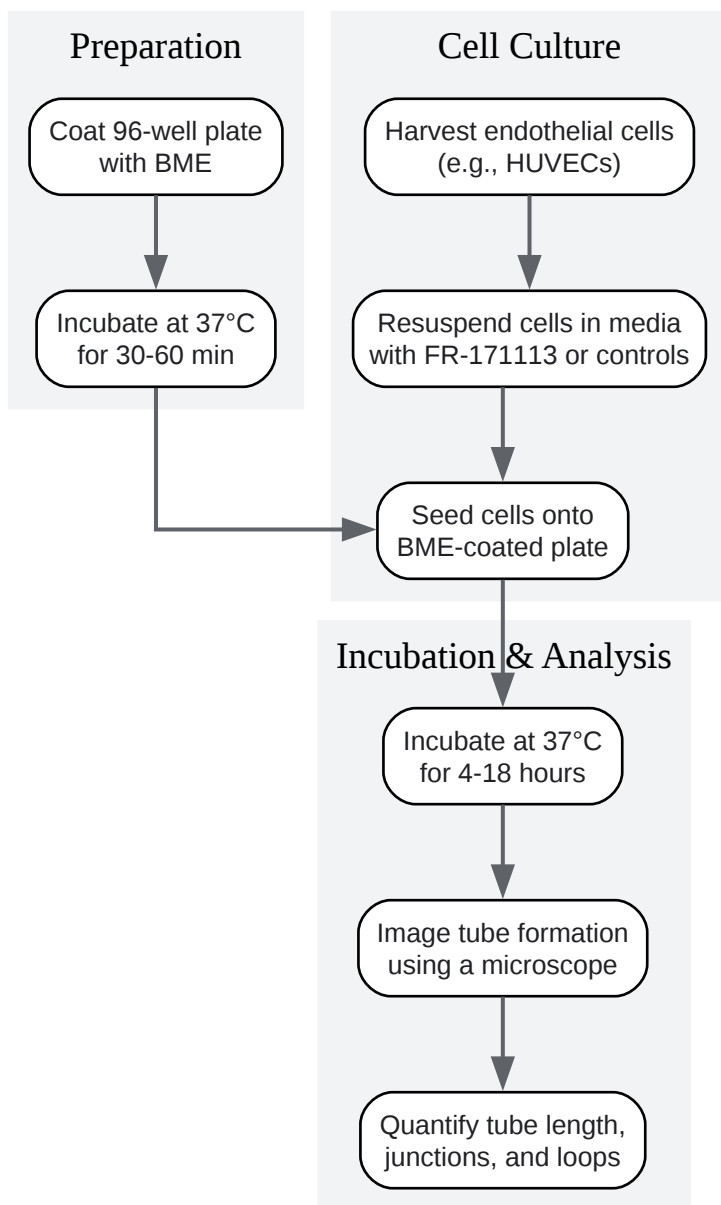 Preparation
Coat 96-well plate
with BME
Incubate at 37°C
for 30-60 min
Cell Culture
Harvest endothelial cells
(e.g., HUVECs)
Resuspend cells in media
with FR-171113 or controls
Seed cells onto
BME-coated plate
Incubation & Analysis
Incubate at 37°C
for 4-18 hours
Image tube formation
using a microscope
Quantify tube length,
junctions, and loops